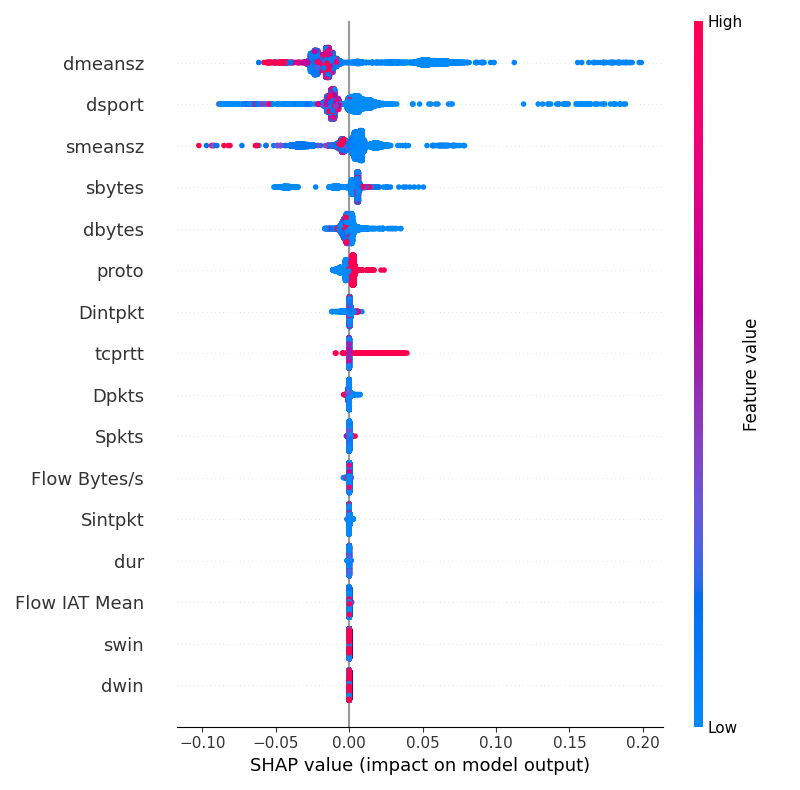 High
dmeansz
dsport
smeansz
sbytes
dbytes
proto
Dintpkt
tcprtt
Dpkts
Spkts
Flow Bytes/s
Sintpkt
dur
Flow IAT Mean
swin
dwin
Feature value
Low
−0.10 −0.05 0.00 0.05 0.10 0.15 0.20
SHAP value (impact on model output)